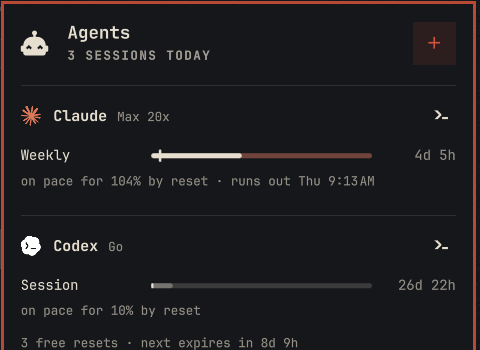 Agents
3 SESSIONS TODAY
+
Claude Max 20x
Weekly 4d 5h
on pace for 104% by reset · runs out Thu 9:13AM
Codex Go
Session 26d 22h
on pace for 10% by reset
3 free resets · next expires in 8d 9h